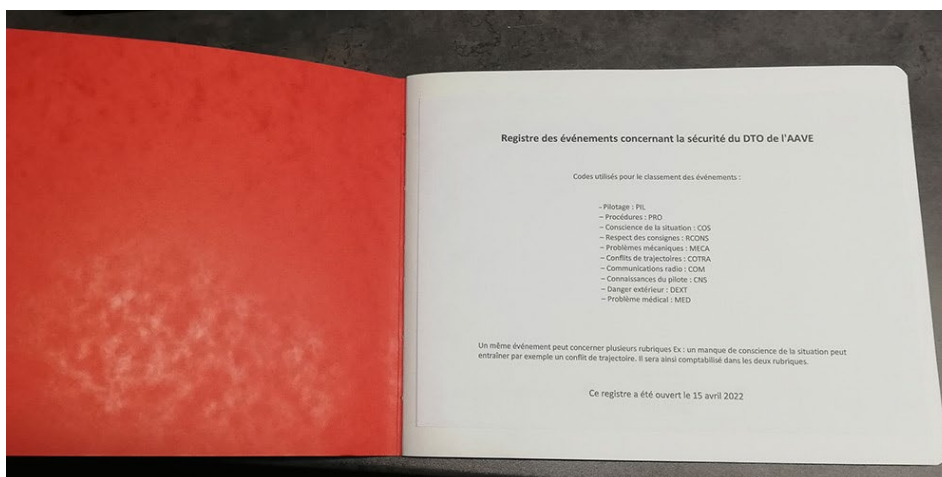 Registre des événements concernant la sécurité du DTO de l'AAVE
Codes utilisés pour le classement des événements :
- Pilotage : PIL
– Procédures : PRO
– Conscience de la situation : COS
– Respect des consignes : RCONS
– Problèmes mécaniques : MECA
– Conflits de trajectoires : COTRA
– Communications radio : COM
– Connaissances du pilote : CNS
– Danger extérieur : DEXT
– Problème médical : MED
Un même événement peut concerner plusieurs rubriques Ex : un manque de conscience de la situation peut
entraîner par exemple un conflit de trajectoire. Il sera ainsi comptabilisé dans les deux rubriques.
Ce registre a été ouvert le 15 avril 2022